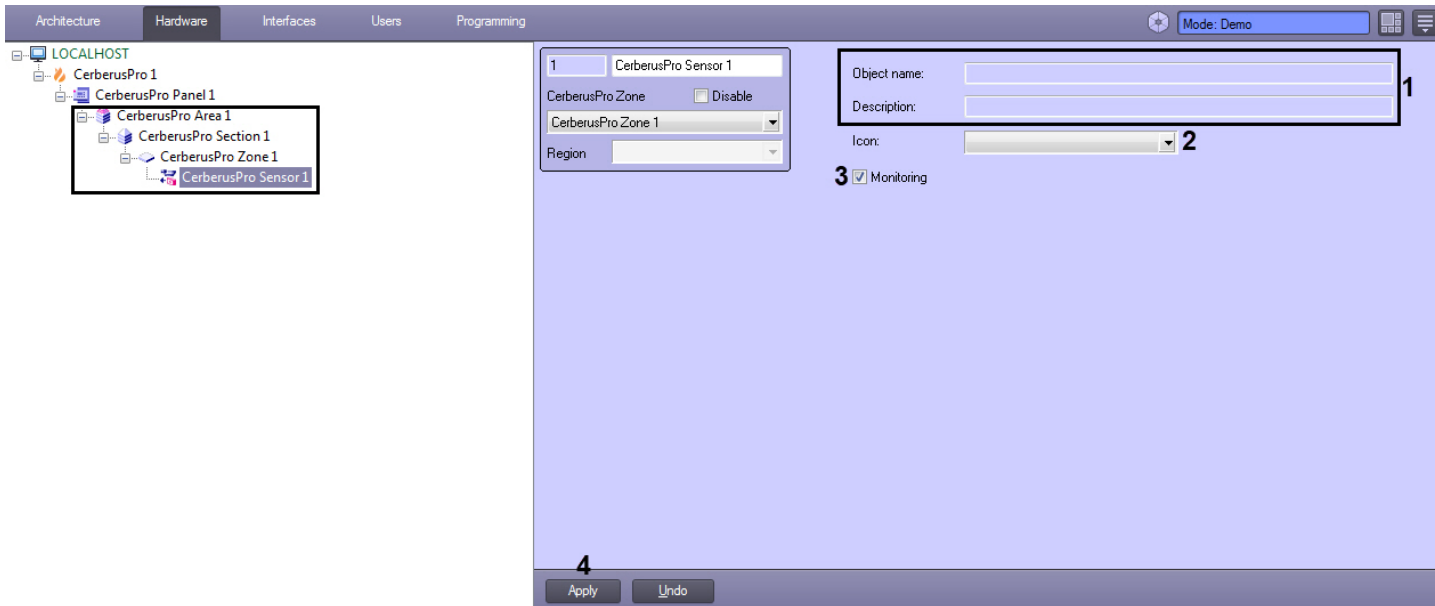 Architecture Hardware Interfaces Users Programming Mode: Demo
LOCALHOST
CerberusPro 1
CerberusPro Panel 1
CerberusPro Area 1
CerberusPro Section 1
CerberusPro Zone 1
CerberusPro Sensor 1
1 CerberusPro Sensor 1
CerberusPro Zone Disable
CerberusPro Zone 1
Region
Object name:
Description:
1
Icon: 2
3 Monitoring
4
Apply Undo